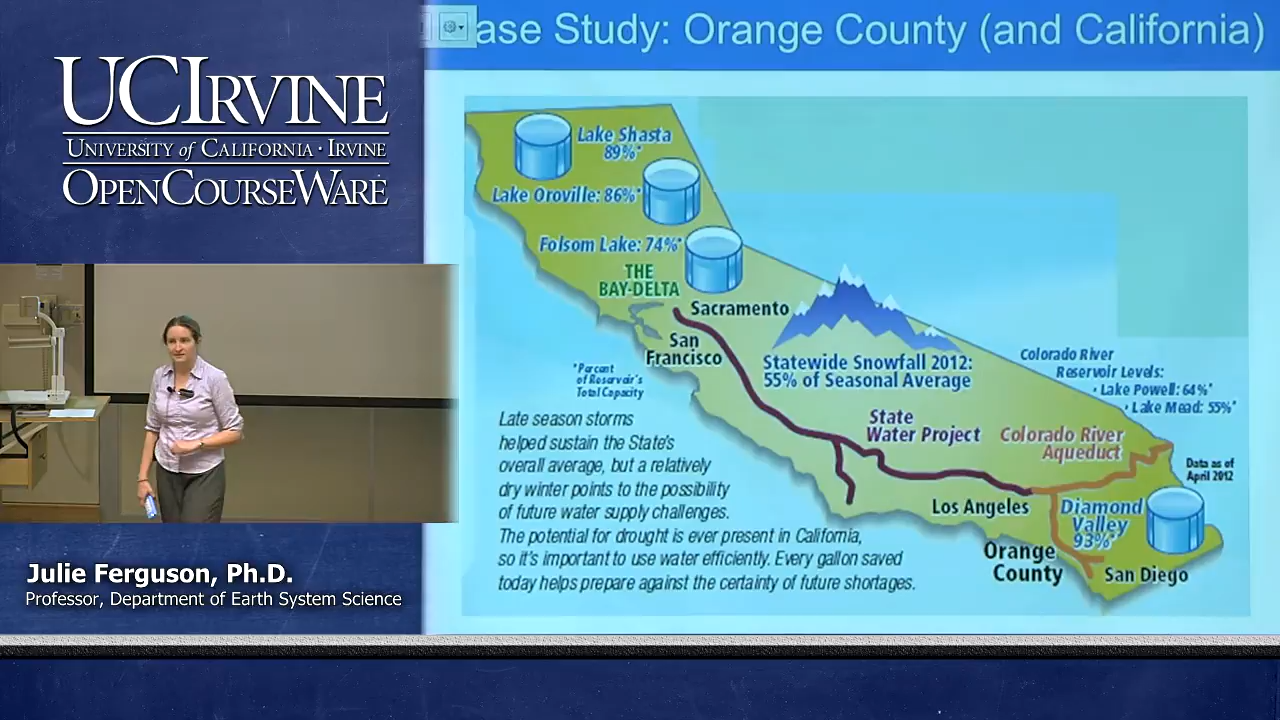 UCIRVINE
UNIVERSITY of CALIFORNIA · IRVINE
OPENCOURSEWARE
Julie Ferguson, Ph.D.
Professor, Department of Earth System Science
ase Study: Orange County (and California)
Lake Shasta
89%*
Lake Oroville: 86%*
Folsom Lake: 74%*
THE
BAY-DELTA
Sacramento
San
Francisco
*Percent
of Reservoir's
Total Capacity
Statewide Snowfall 2012:
55% of Seasonal Average
Colorado River
Reservoir Levels:
· Lake Powell: 64%*
· Lake Mead: 55%*
State
Water Project
Colorado River
Aqueduct
Data as of
April 2012
Los Angeles
Diamond
Valley
93%*
Orange
County
San Diego
Late season storms
helped sustain the State's
overall average, but a relatively
dry winter points to the possibility
of future water supply challenges.
The potential for drought is ever present in California,
so it's important to use water efficiently. Every gallon saved
today helps prepare against the certainty of future shortages.